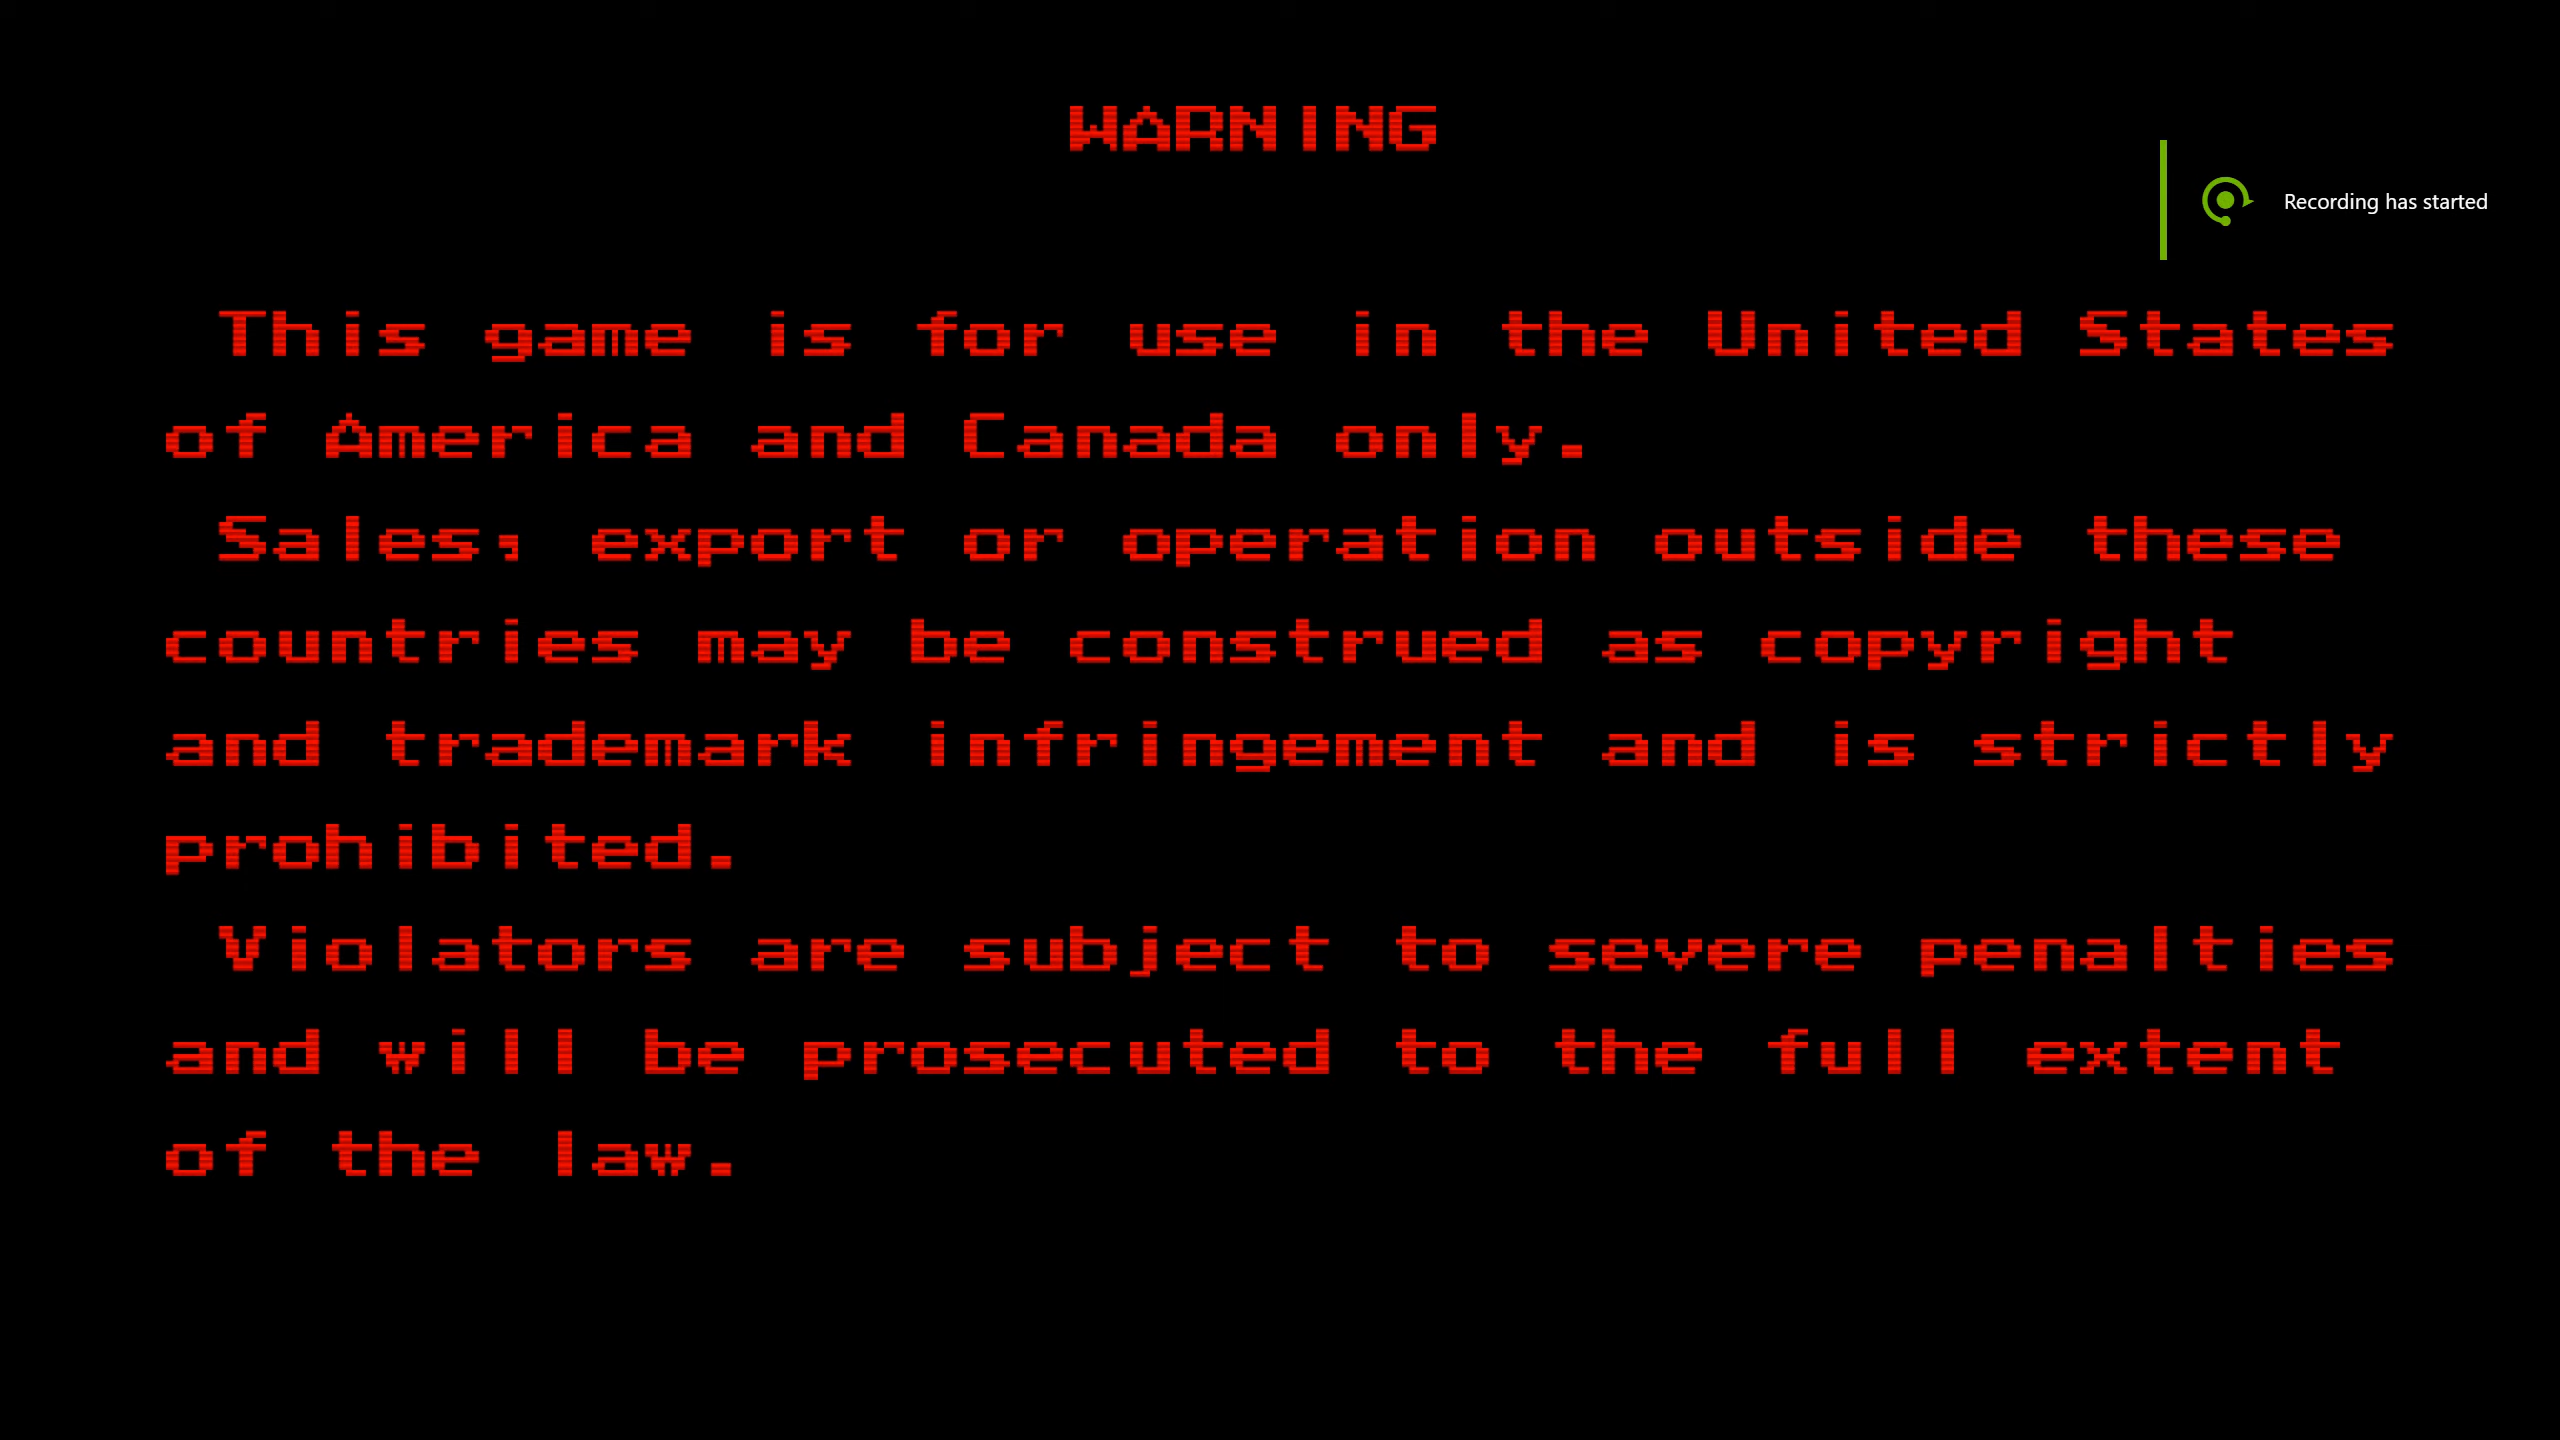 WARNING
Recording has started
This game is for use in the United States
of America and Canada only.
Sales, export or operation outside these
countries may be construed as copyright
and trademark infringement and is strictly
prohibited.
Violators are subject to severe penalties
and will be prosecuted to the full extent
of the law.